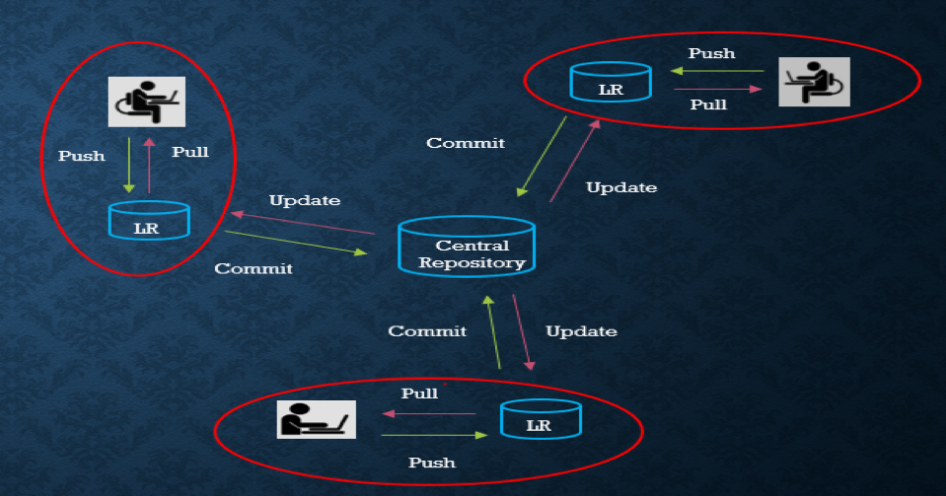 Push
Pull
LR
Commit
Update
Push
Pull
LR
Update
Commit
Central
Repository
Commit
Update
Pull
LR
Push